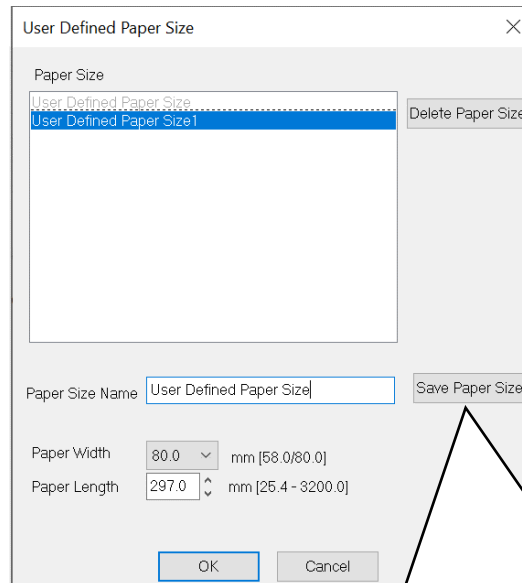 User Defined Paper Size
Paper Size
User Defined Paper Size
User Defined Paper Size1
Delete Paper Size
Paper Size Name User Defined Paper Size Save Paper Size
Paper Width 80.0 mm [58.0/80.0]
Paper Length 297.0 mm [25.4 - 3200.0]
OK Cancel